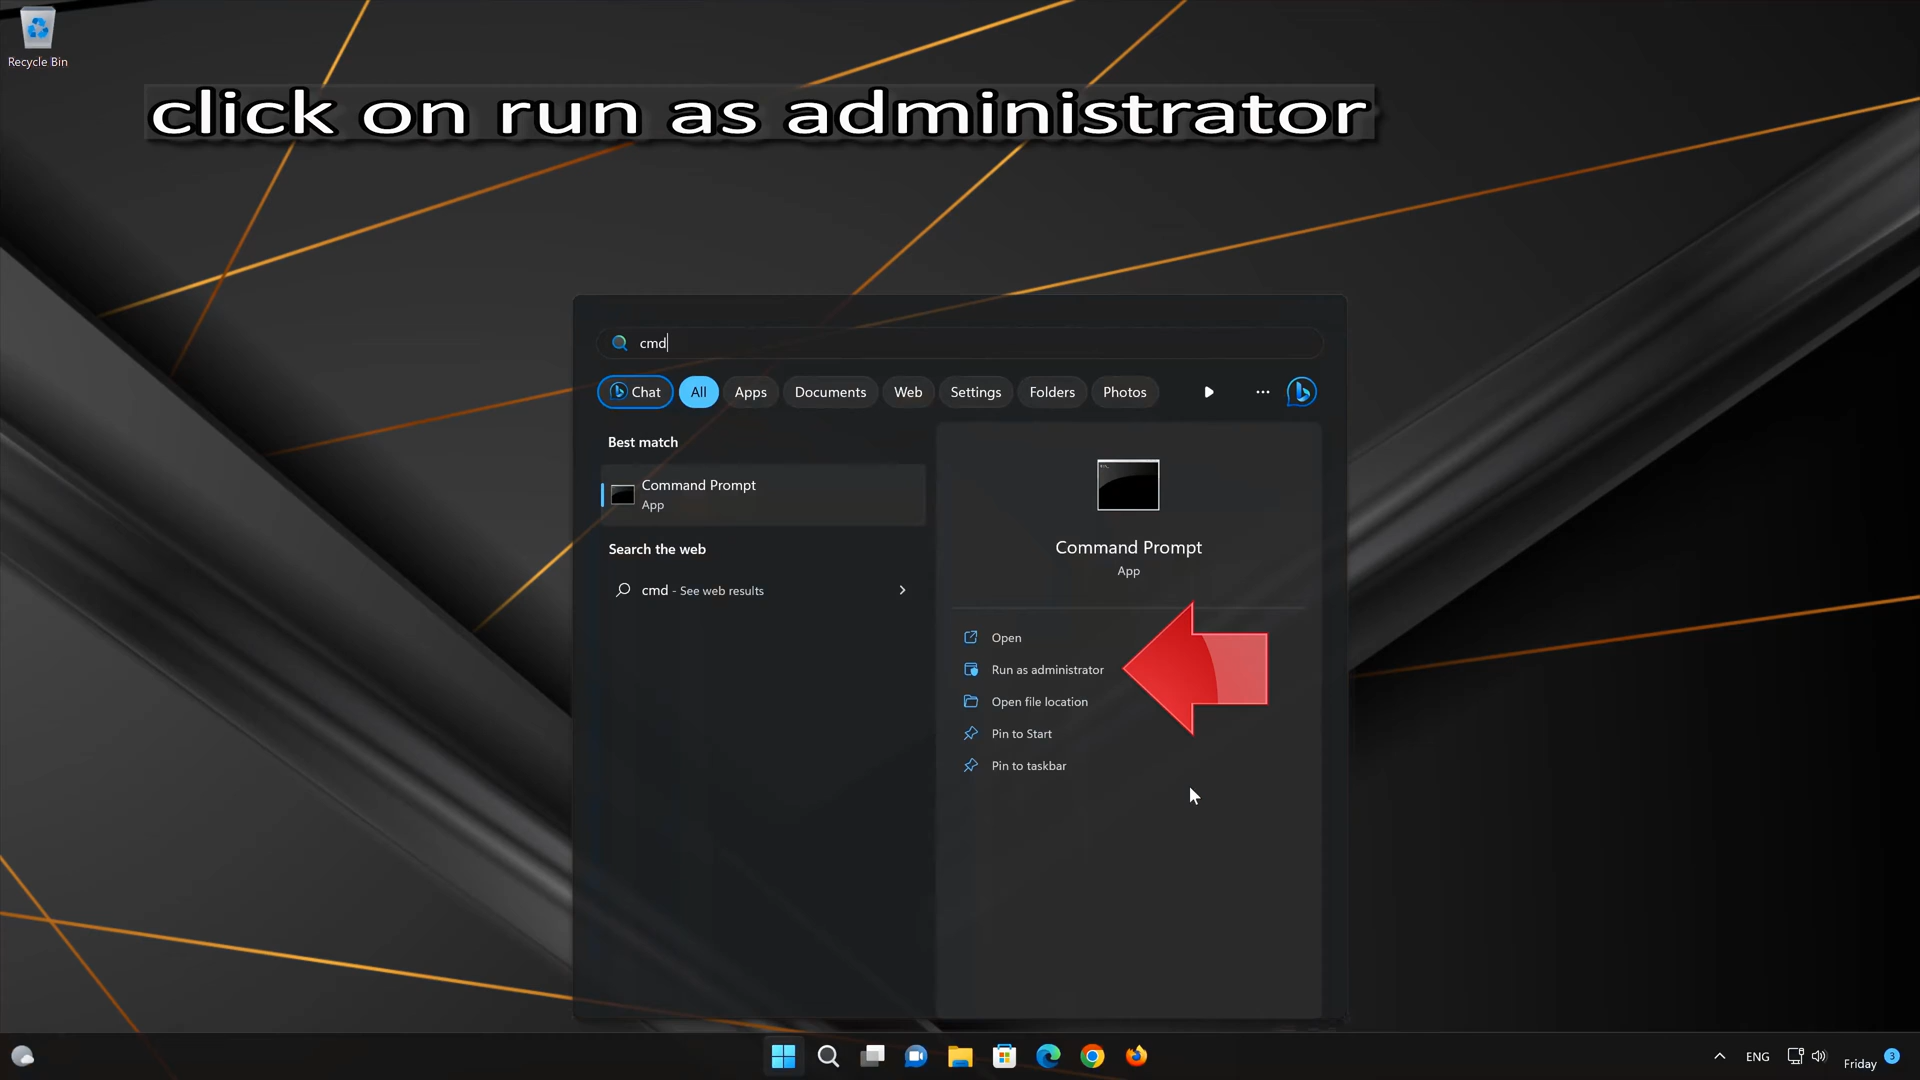 Recycle Bin
click on run as administrator
cmd
Chat
All
Apps
Documents
Web
Settings
Folders
Photos
Best match
Command Prompt
App
Search the web
cmd - See web results
Command Prompt
App
Open
Run as administrator
Open file location
Pin to Start
Pin to taskbar
ENG
Friday
3